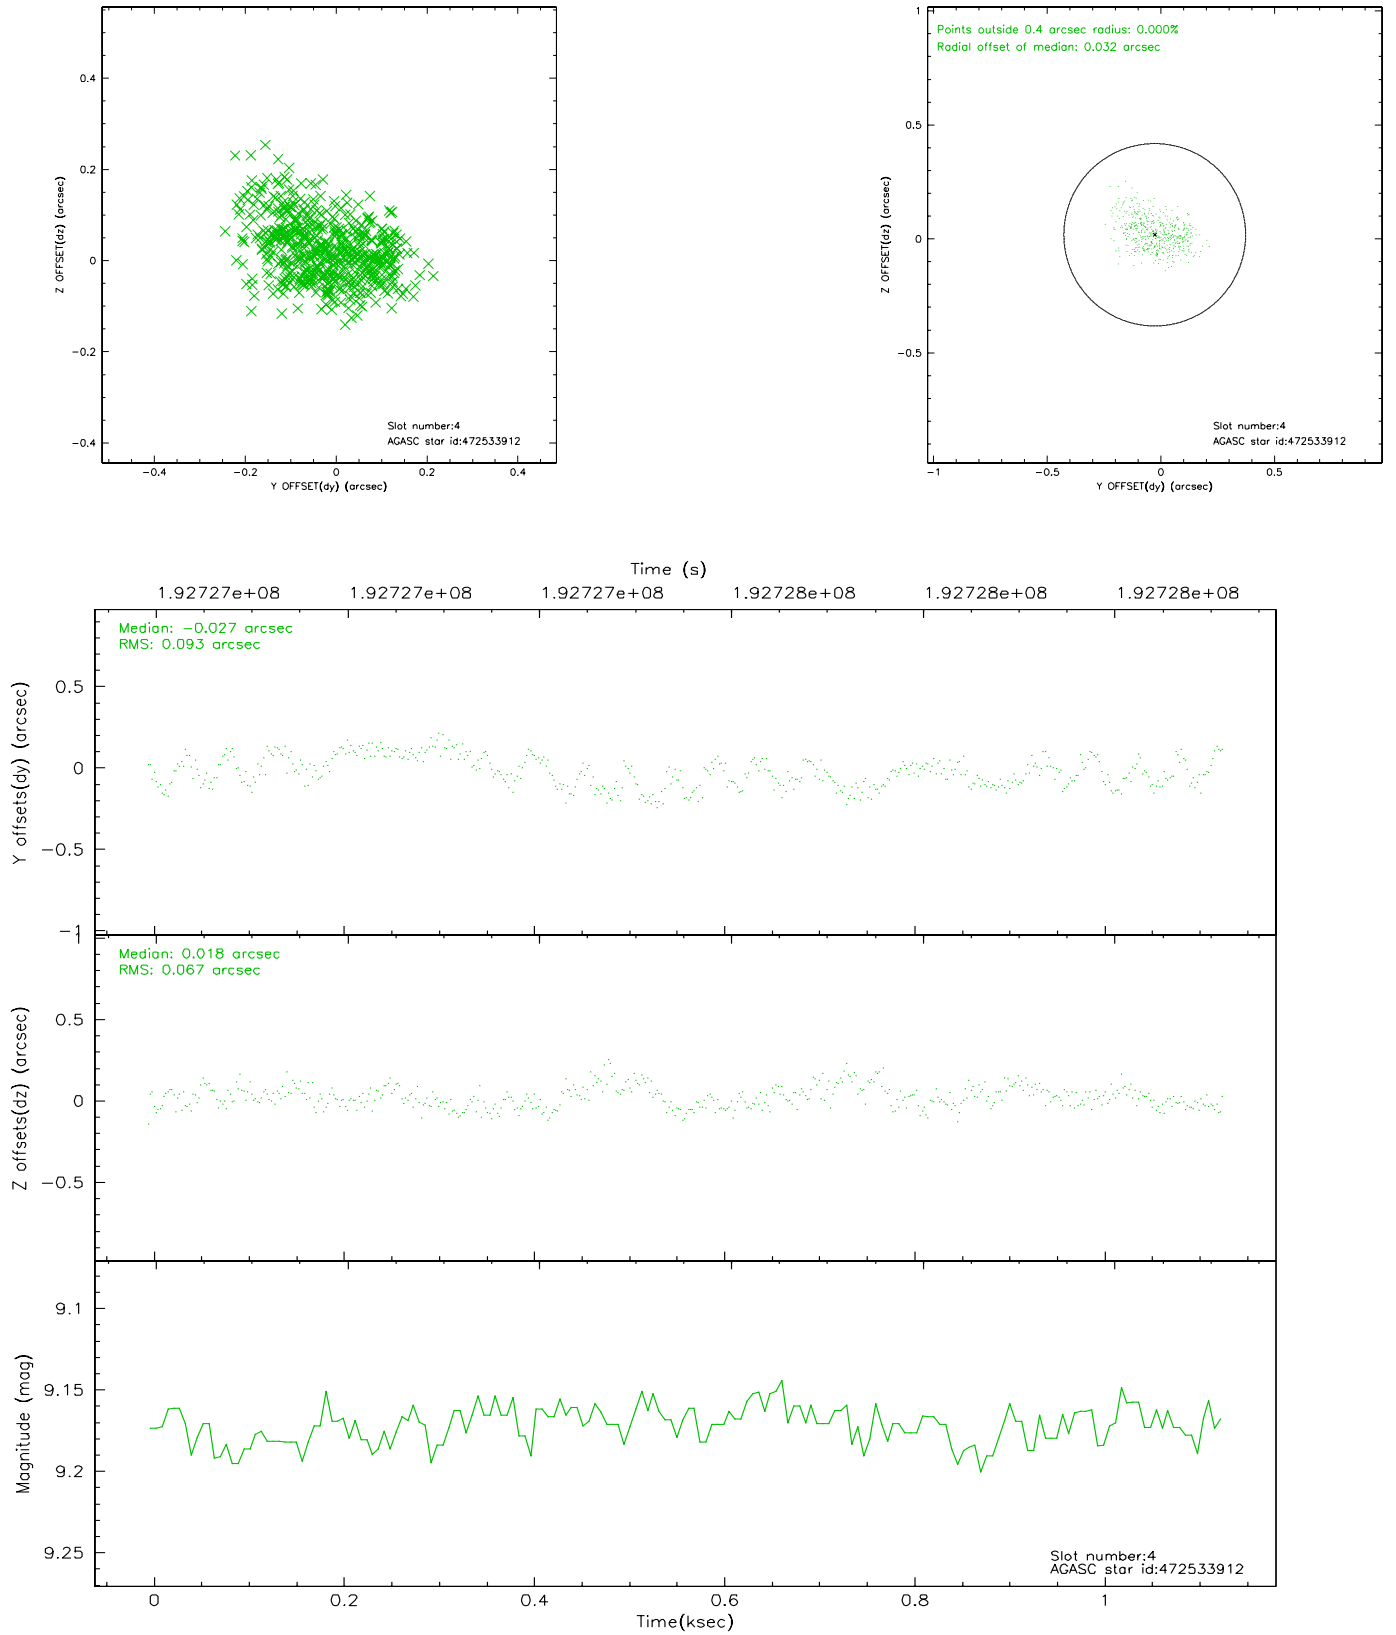 0.4
0.2
0
−0.2
−0.4
Z OFFSET(dz) (arcsec)
Slot number:4
AGASC star id:472533912
−0.4 −0.2 0 0.2 0.4
Y OFFSET(dy) (arcsec)
Points outside 0.4 arcsec radius: 0.000%
Radial offset of median: 0.032 arcsec
1
0.5
0
−0.5
Z OFFSET(dz) (arcsec)
Slot number:4
AGASC star id:472533912
−1 −0.5 0 0.5
Y OFFSET(dy) (arcsec)
Time (s)
1.92727e+08 1.92727e+08 1.92727e+08 1.92728e+08 1.92728e+08 1.92728e+08
Median: −0.027 arcsec
RMS: 0.093 arcsec
0.5
0
−0.5
−1
Y offsets(dy) (arcsec)
Median: 0.018 arcsec
RMS: 0.067 arcsec
1
0.5
0
−0.5
Z offsets(dz) (arcsec)
9.1
9.15
9.2
9.25
Magnitude (mag)
Slot number:4
AGASC star id:472533912
0 0.2 0.4 0.6 0.8 1
Time(ksec)